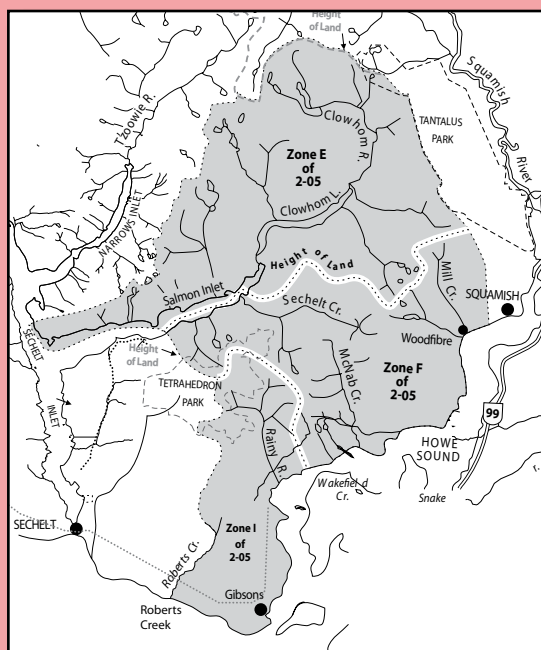 Height
of Land
Squamish
River
Tzoowie R.
Clowhom R.
TANTALUS
PARK
Zone E
of
2-05
NARROWS INLET
Clowhom L.
Height of Land
Mill Cr.
Salmon Inlet
Sechelt Cr.
SQUAMISH
SECHELT
INLET
Woodfibre
Height
of Land
McNab Cr.
Zone F
of
2-05
TETRAHEDRON
PARK
99
Rainy R.
HOWE
SOUND
Wakefield
Cr.
Snake
SECHELT
Zone I
of
2-05
Roberts Cr.
Gibsons
Roberts
Creek